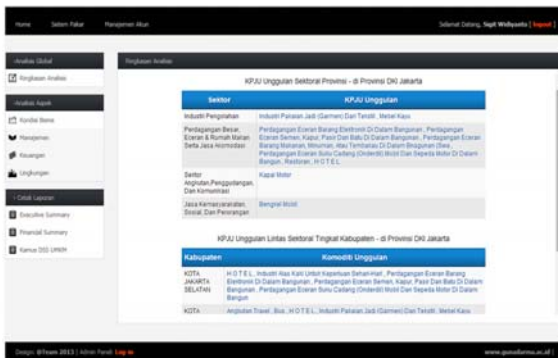 Home Sistem Pakar Manajemen Akun
Selamat Datang, Sigit Widiyanto [ logout ]
-Analisis Global
Ringkasan Analisis
-Analisis Aspek
Kondisi Bisnis
Manajemen
Keuangan
Lingkungan
- Cetak Laporan
Executive Summary
Financial Summary
Kamus DSS UMKM
Ringkasan Analisis
KPJU Unggulan Sektoral Provinsi - di Provinsi DKI Jakarta
Sektor KPJU Unggulan
Industri Pengolahan Industri Pakaian Jadi (Garmen) Dari Tekstil , Mebel Kayu
Perdagangan Besar,
Eceran & Rumah Makan,
Serta Jasa Akomodasi
Perdagangan Eceran Barang Elektronik Di Dalam Bangunan , Perdagangan
Eceran Semen, Kapur, Pasir Dan Batu Di Dalam Bangunan , Perdagangan Eceran
Barang Makanan, Minuman, Atau Tembakau Di Dalam Bnagunan (Swa,
Perdagangan Eceran Suku Cadang (Onderdil) Mobil Dan Sepeda Motor Di Dalam
Bangun , Restoran , H O T E L
Sektor
Angkutan,Penggudangan,
Dan Komunikasi
Kapal Motor
Jasa Kemasyarakatan,
Sosial, Dan Perorangan
Bengkel Mobil
KPJU Unggulan Lintas Sektoral Tingkat Kabupaten - di Provinsi DKI Jakarta
Kabupaten Komoditi Unggulan
KOTA
JAKARTA
SELATAN
H O T E L , Industri Alas Kaki Untuk Keperluan Sehari-Hari , Perdagangan Eceran Barang
Elektronik Di Dalam Bangunan , Perdagangan Eceran Semen, Kapur, Pasir Dan Batu Di Dalam
Bangunan , Perdagangan Eceran Suku Cadang (Onderdil) Mobil Dan Sepeda Motor Di Dalam
Bangun
KOTA Angkutan Travel , Bus , H O T E L , Industri Pakaian Jadi (Garmen) Dari Tekstil , Mebel Kayu
Design: @Team 2013 | Admin Panel: Log in
www.gunadarma.ac.id |